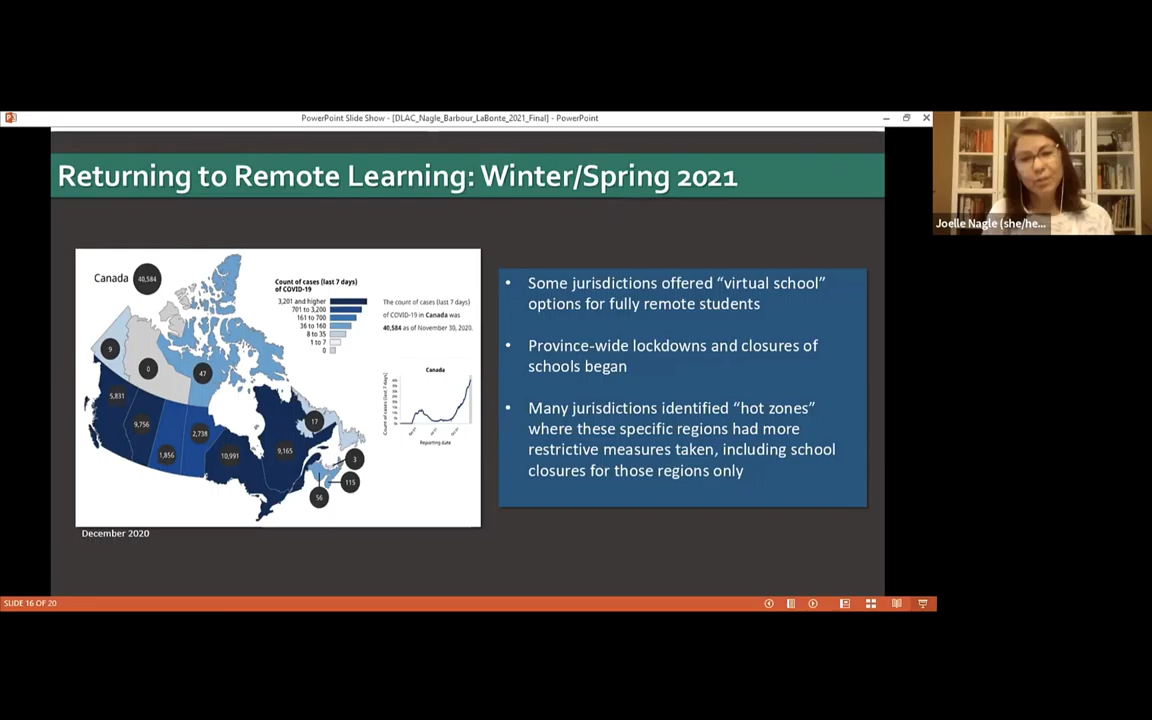 PowerPoint Slide Show - [DLAC_Nagle_Barbour_LaBonte_2021_Final] - PowerPoint
Returning to Remote Learning: Winter/Spring 2021
Joelle Nagle (she/he...
Canada 40,584
Count of cases (last 7 days)
of COVID-19
3,201 and higher
701 to 3,200
161 to 700
36 to 160
8 to 35
1 to 7
0
The count of cases (last 7 days)
of COVID-19 in Canada was
40,584 as of November 30, 2020.
9
0
47
5,831
9,756
1,856
2,738
10,991
9,165
17
3
115
56
Canada
Count of cases (last 7 days)
Reporting date
December 2020
• Some jurisdictions offered “virtual school”
options for fully remote students
• Province-wide lockdowns and closures of
schools began
• Many jurisdictions identified “hot zones”
where these specific regions had more
restrictive measures taken, including school
closures for those regions only
SLIDE 16 OF 20